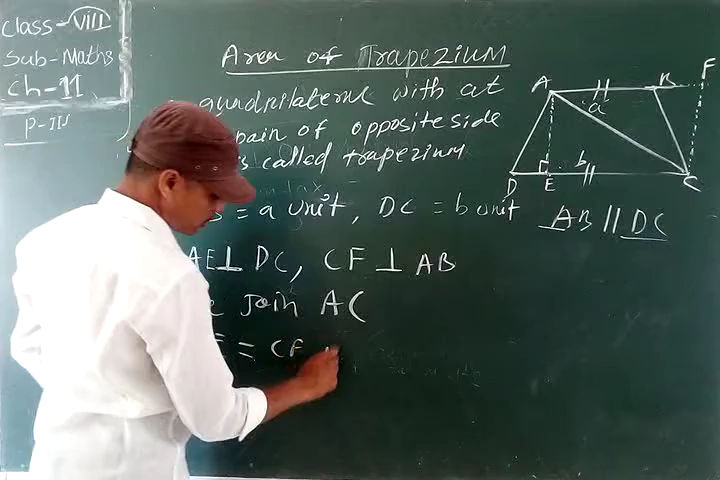 Class - VIII
Sub - Maths
Ch - 11
P-IV
Area of Trapezium
quadrilateral with at
pair of opposite side
is called trapezium
= a unit, DC = b unit
AB || DC
AE ⊥ DC, CF ⊥ AB
Join AC
= CF
A
B
F
a
b
D
E
C